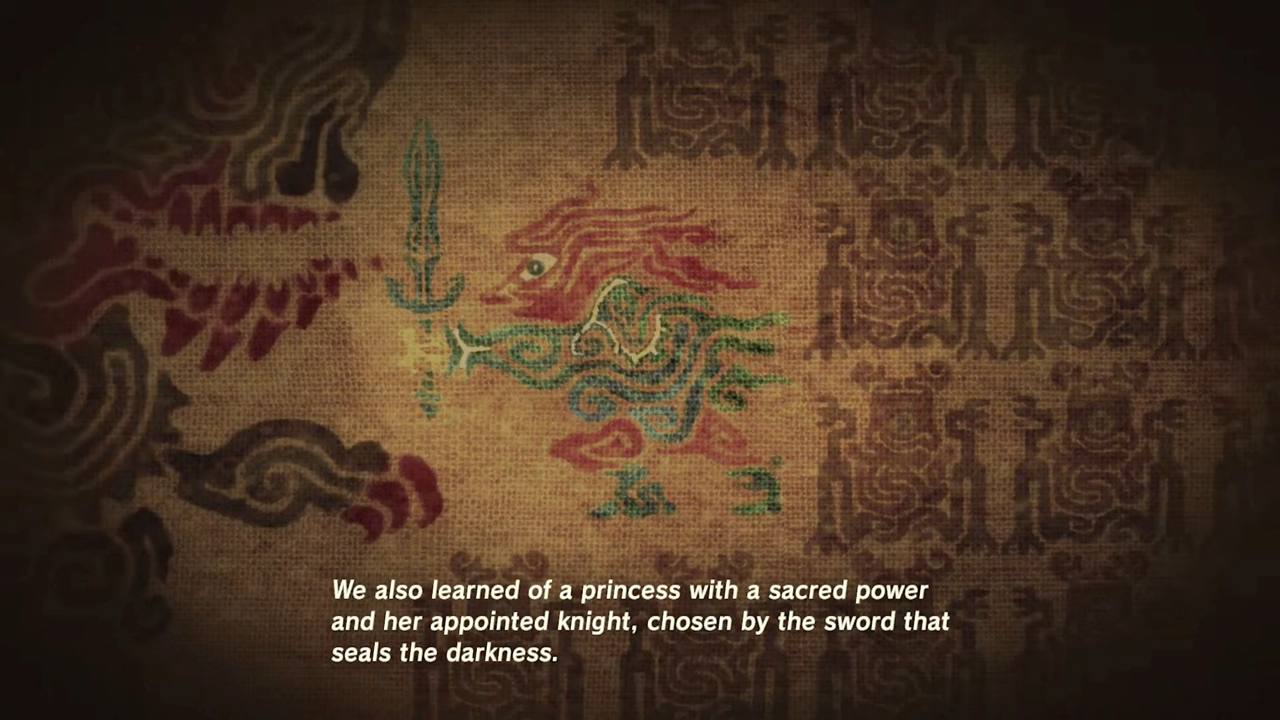 We also learned of a princess with a sacred power
and her appointed knight, chosen by the sword that
seals the darkness.